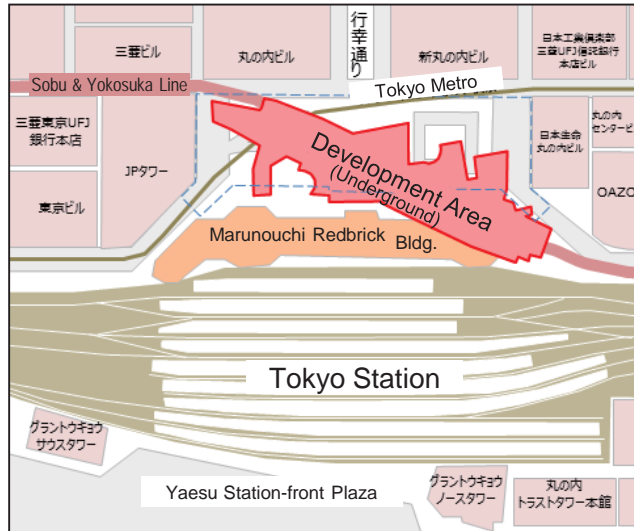 三菱ビル
丸の内ビル
行幸通り
新丸の内ビル
日本工業倶楽部
三菱UFJ信託銀行
本店ビル
Sobu & Yokosuka Line
Tokyo Metro
三菱東京UFJ
銀行本店
JPタワー
東京ビル
日本生命
丸の内ビル
丸の内
センタービ
OAZO
Development Area
(Underground)
Marunouchi Redbrick
Bldg.
Tokyo Station
グラントウキョウ
サウスタワー
Yaesu Station-front Plaza
グラントウキョウ
ノースタワー
丸の内
トラストタワー本館